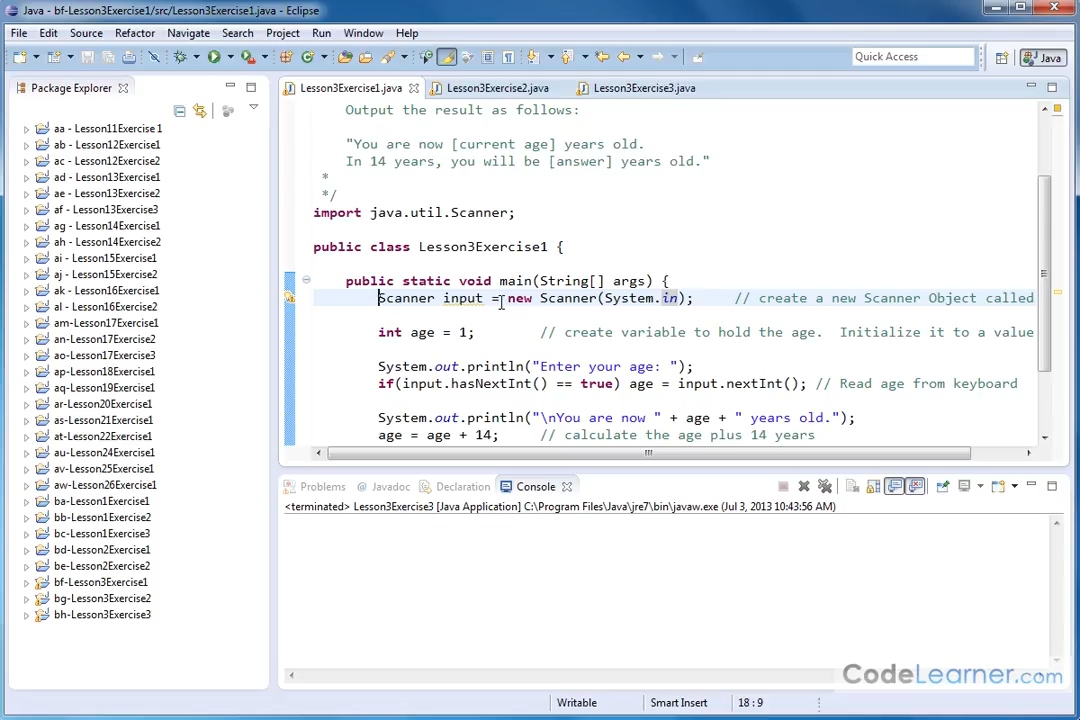 Java - bf-Lesson3Exercise1/src/Lesson3Exercise1.java - Eclipse
File Edit Source Refactor Navigate Search Project Run Window Help
Quick Access
Java
Package Explorer
aa - Lesson11Exercise1
ab - Lesson12Exercise1
ac - Lesson12Exercise2
ad - Lesson13Exercise1
ae - Lesson13Exercise2
af - Lesson13Exercise3
ag - Lesson14Exercise1
ah - Lesson14Exercise2
ai - Lesson15Exercise1
aj - Lesson15Exercise2
ak - Lesson16Exercise1
al - Lesson16Exercise2
am-Lesson17Exercise1
an-Lesson17Exercise2
ao-Lesson17Exercise3
ap-Lesson18Exercise1
aq-Lesson19Exercise1
ar-Lesson20Exercise1
as-Lesson21Exercise1
at-Lesson22Exercise1
au-Lesson24Exercise1
av-Lesson25Exercise1
aw-Lesson26Exercise1
ba-Lesson1Exercise1
bb-Lesson1Exercise2
bc-Lesson1Exercise3
bd-Lesson2Exercise1
be-Lesson2Exercise2
bf-Lesson3Exercise1
bg-Lesson3Exercise2
bh-Lesson3Exercise3
Lesson3Exercise1.java Lesson3Exercise2.java Lesson3Exercise3.java
Output the result as follows:
"You are now [current age] years old.
In 14 years, you will be [answer] years old."
*
*/
import java.util.Scanner;
public class Lesson3Exercise1 {
public static void main(String[] args) {
Scanner input = new Scanner(System.in); // create a new Scanner Object called
int age = 1; // create variable to hold the age. Initialize it to a value
System.out.println("Enter your age: ");
if(input.hasNextInt() == true) age = input.nextInt(); // Read age from keyboard
System.out.println("\nYou are now " + age + " years old.");
age = age + 14; // calculate the age plus 14 years
Problems Javadoc Declaration Console
<terminated> Lesson3Exercise3 [Java Application] C:\Program Files\Java\jre7\bin\javaw.exe (Jul 3, 2013 10:43:56 AM)
CodeLearner.com
Writable Smart Insert 18:9